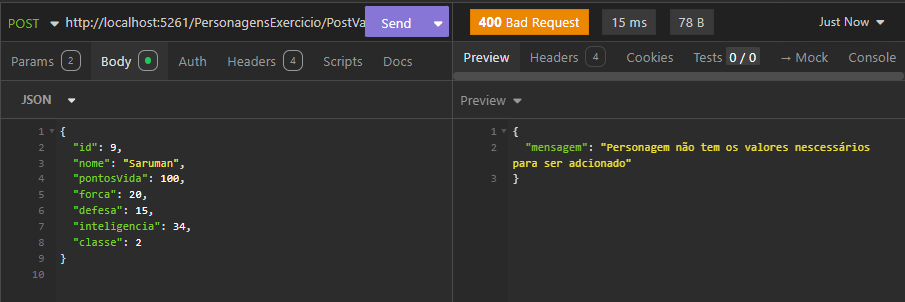 POST http://localhost:5261/PersonagensExercicio/PostVa Send
400 Bad Request 15 ms 78 B Just Now
Params 2 Body Auth Headers 4 Scripts Docs
Preview Headers 4 Cookies Tests 0 / 0 → Mock Console
JSON
Preview
1 {
2 "id": 9,
3 "nome": "Saruman",
4 "pontosVida": 100,
5 "forca": 20,
6 "defesa": 15,
7 "inteligencia": 34,
8 "classe": 2
9 }
10
1 {
2 "mensagem": "Personagem não tem os valores nescessários
para ser adcionado"
3 }